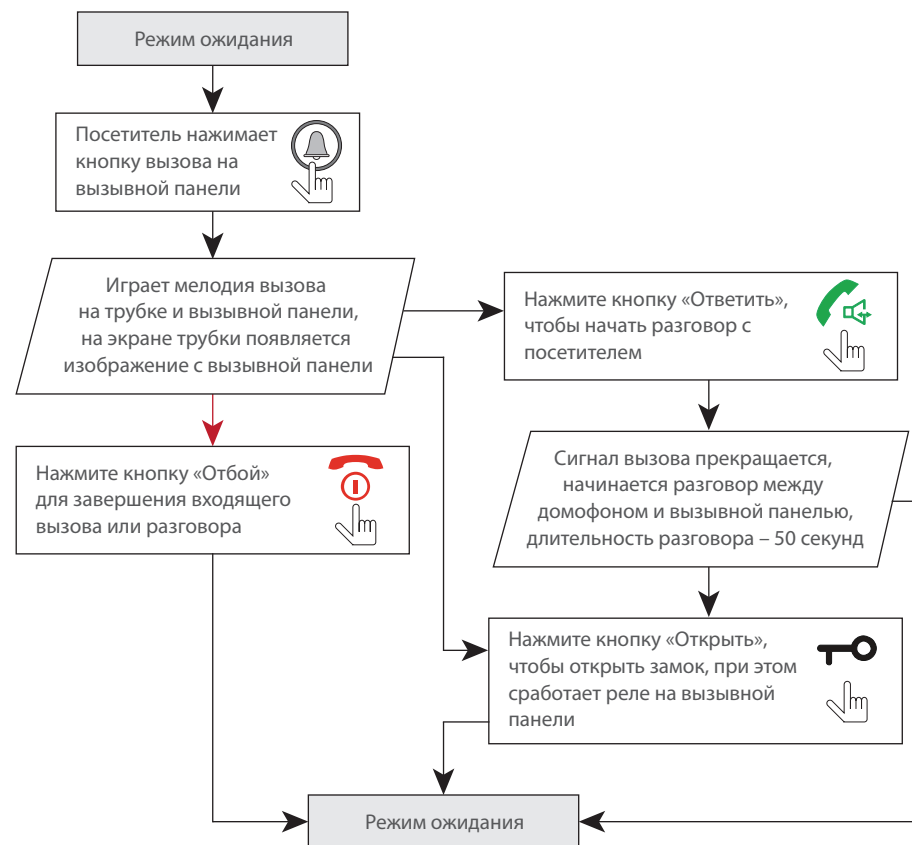 Режим ожидания
Посетитель нажимает
кнопку вызова на
вызывной панели
Играет мелодия вызова
на трубке и вызывной панели,
на экране трубки появляется
изображение с вызывной панели
Нажмите кнопку «Ответить»,
чтобы начать разговор с
посетителем
Нажмите кнопку «Отбой»
для завершения входящего
вызова или разговора
Сигнал вызова прекращается,
начинается разговор между
домофоном и вызывной панелью,
длительность разговора – 50 секунд
Нажмите кнопку «Открыть»,
чтобы открыть замок, при этом
сработает реле на вызывной
панели
Режим ожидания